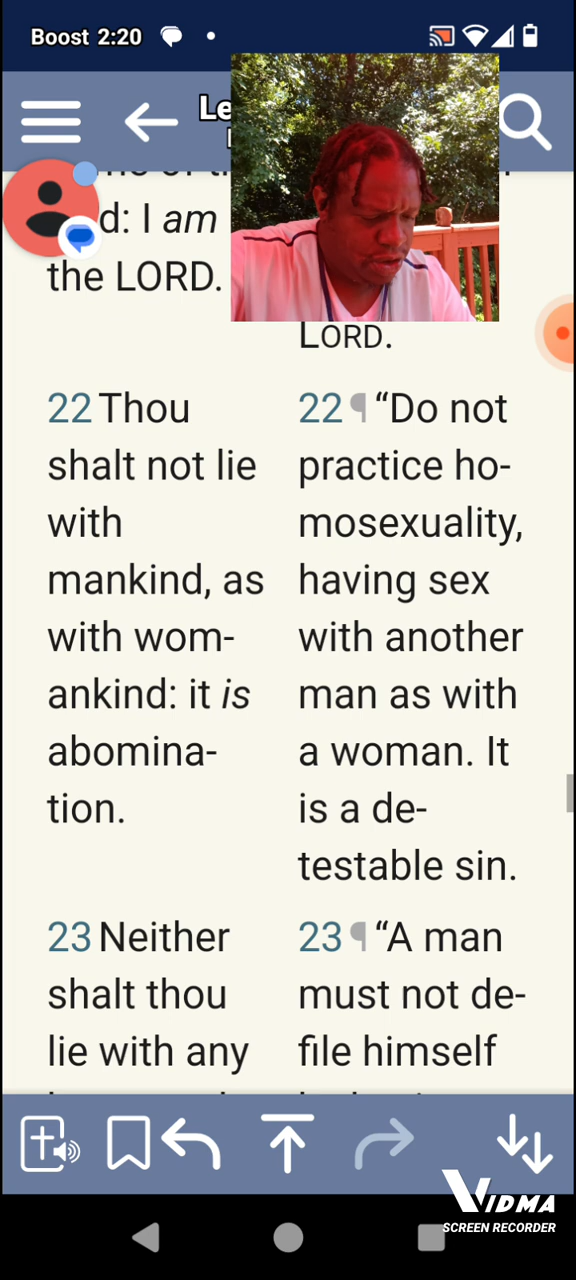 Boost 2:20
Le
d: I am
the LORD.
LORD.
22 Thou
shalt not lie
with
mankind, as
with wom-
ankind: it is
abomina-
tion.
23 Neither
shalt thou
lie with any
22 ¶ “Do not
practice ho-
mosexuality,
having sex
with another
man as with
a woman. It
is a de-
testable sin.
23 ¶ “A man
must not de-
file himself
VIDMA
SCREEN RECORDER